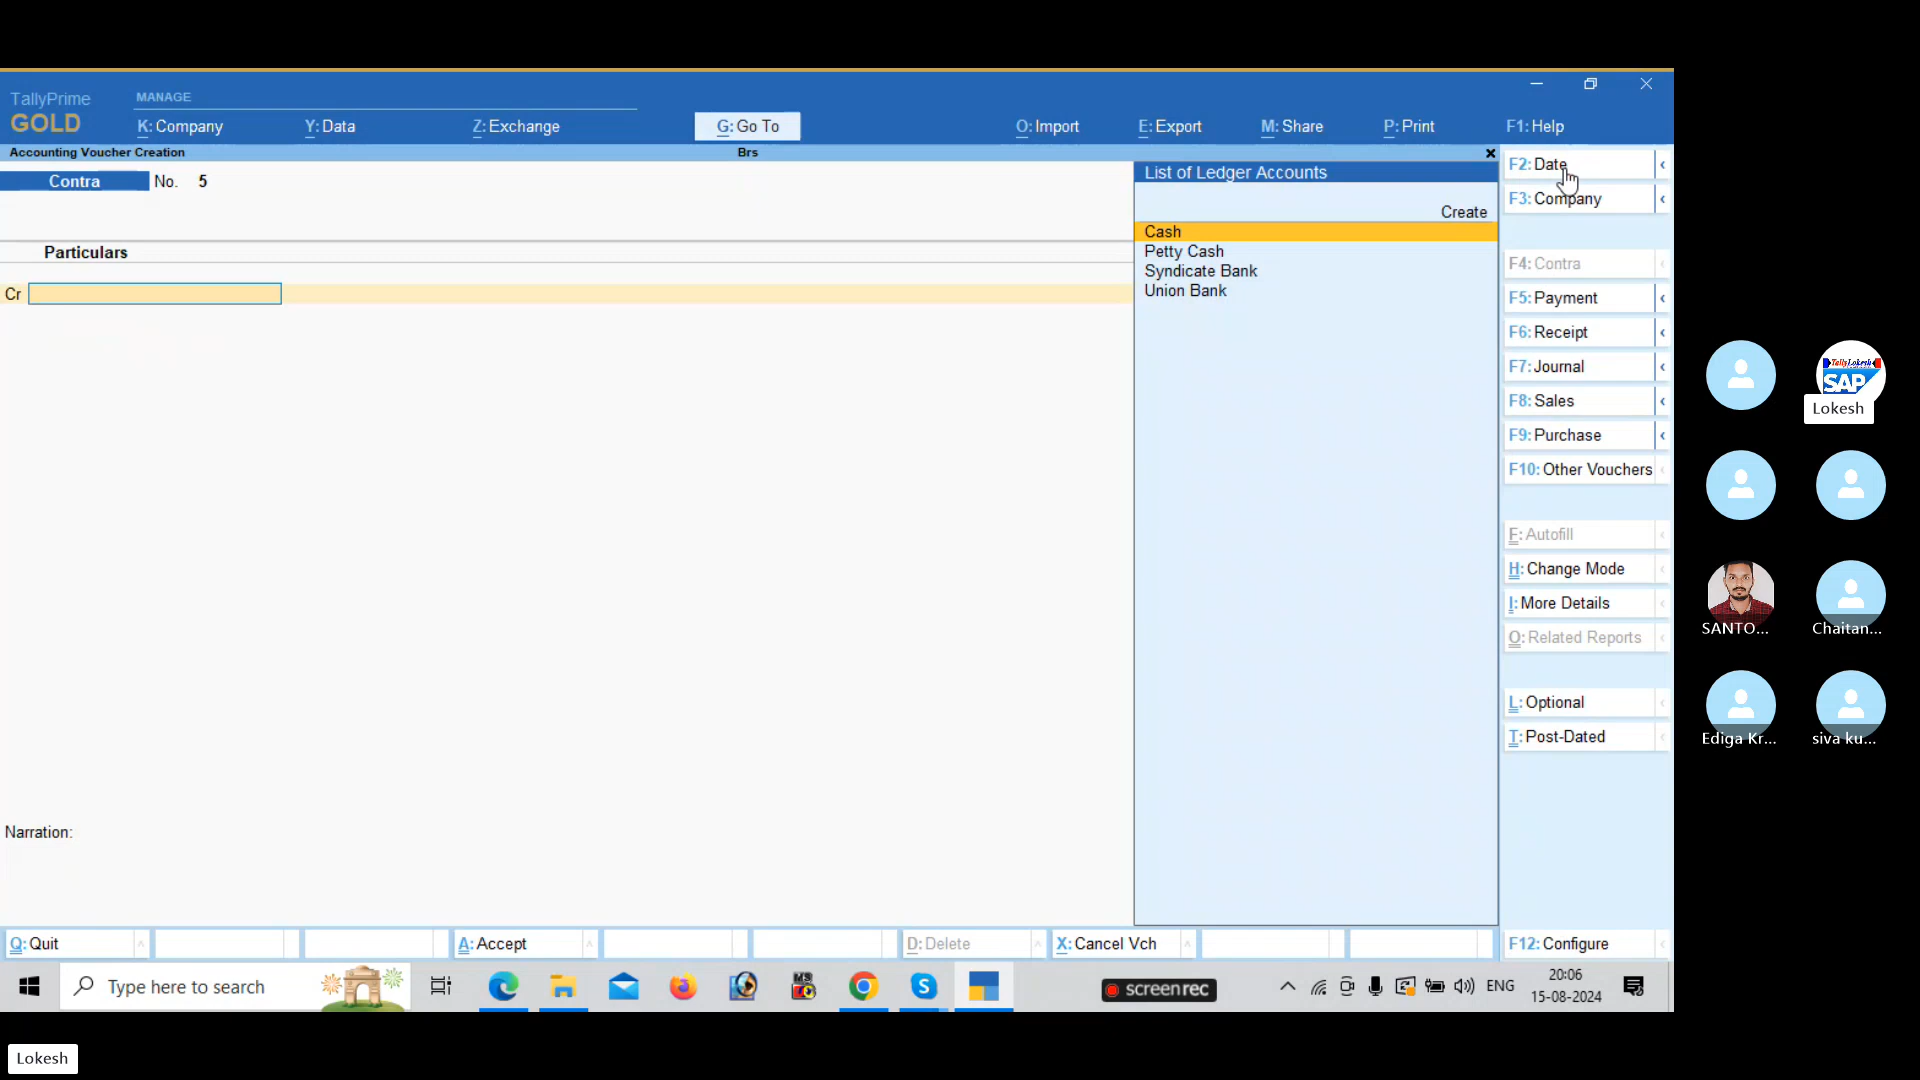 TallyPrime
GOLD
MANAGE
K: Company
Y: Data
Z: Exchange
G: Go To
O: Import
E: Export
M: Share
P: Print
F1: Help
Accounting Voucher Creation
Brs
Contra
No. 5
Particulars
Cr
List of Ledger Accounts
Create
Cash
Petty Cash
Syndicate Bank
Union Bank
F2: Date
F3: Company
F4: Contra
F5: Payment
F6: Receipt
F7: Journal
F8: Sales
F9: Purchase
F10: Other Vouchers
F: Autofill
H: Change Mode
I: More Details
O: Related Reports
L: Optional
T: Post-Dated
Narration:
Q: Quit
A: Accept
D: Delete
X: Cancel Vch
F12: Configure
Type here to search
screenrec
ENG
20:06
15-08-2024
SAP
Lokesh
SANTO...
Chaitan...
Ediga Kr...
siva ku...
Lokesh